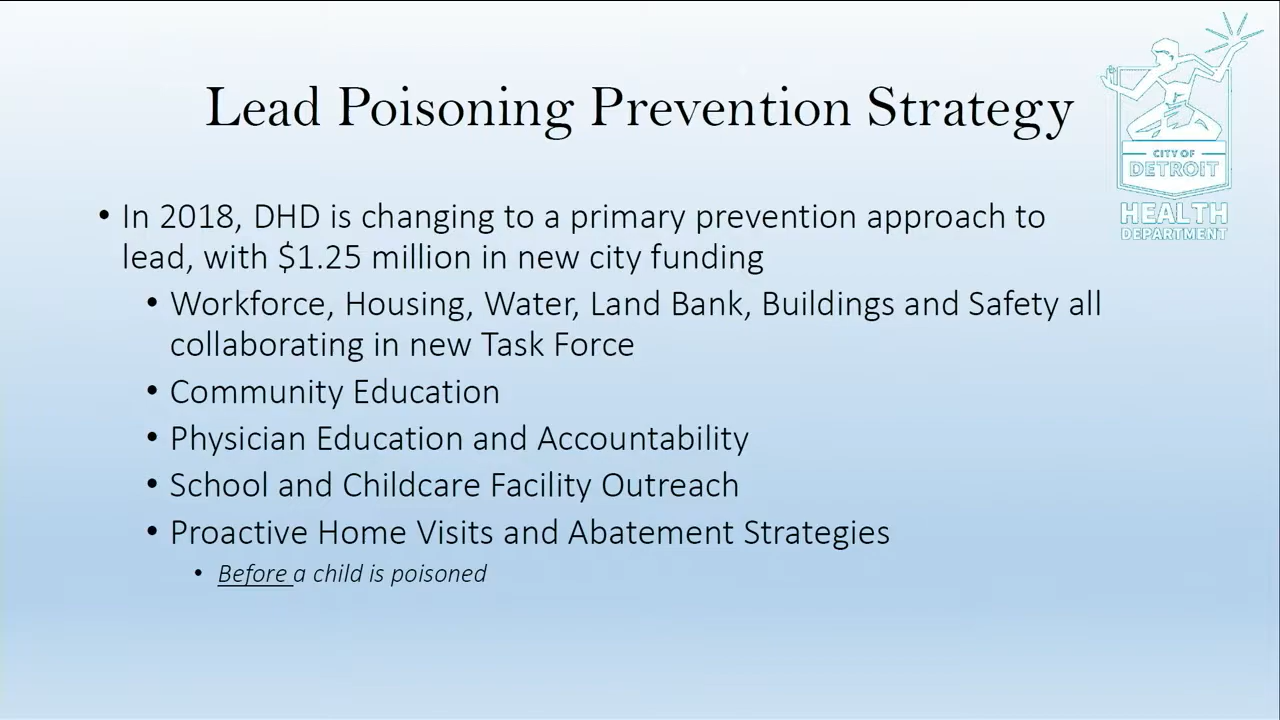 Lead Poisoning Prevention Strategy
CITY OF
DETROIT
HEALTH
DEPARTMENT
• In 2018, DHD is changing to a primary prevention approach to
lead, with $1.25 million in new city funding
• Workforce, Housing, Water, Land Bank, Buildings and Safety all
collaborating in new Task Force
• Community Education
• Physician Education and Accountability
• School and Childcare Facility Outreach
• Proactive Home Visits and Abatement Strategies
• Before a child is poisoned